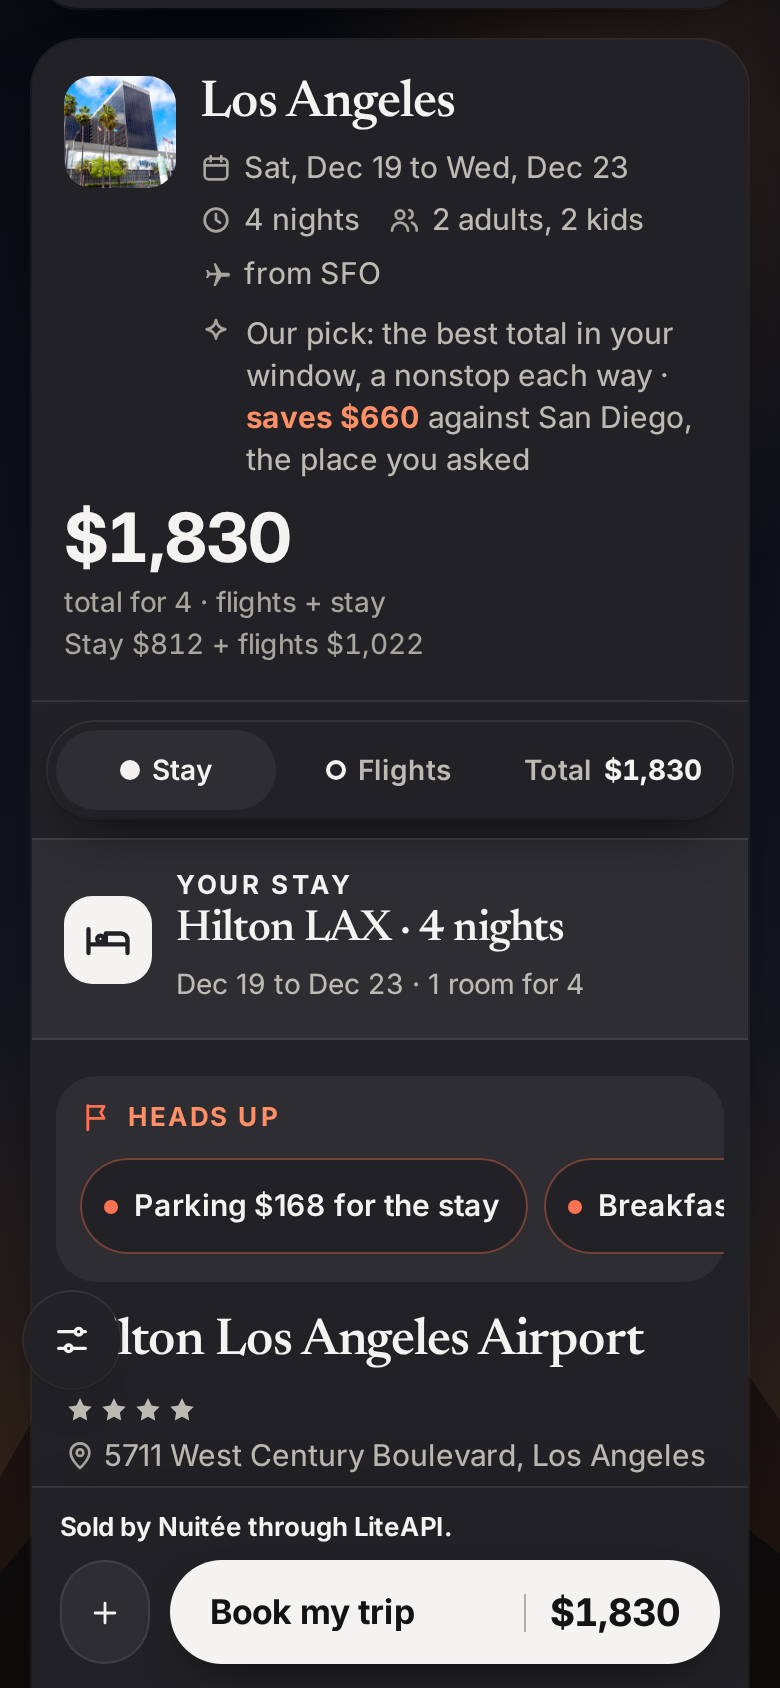 Los Angeles
Sat, Dec 19 to Wed, Dec 23
4 nights 2 adults, 2 kids
from SFO
Our pick: the best total in your
window, a nonstop each way ·
saves $660 against San Diego,
the place you asked
$1,830
total for 4 · flights + stay
Stay $812 + flights $1,022
Stay Flights Total $1,830
YOUR STAY
Hilton LAX · 4 nights
Dec 19 to Dec 23 · 1 room for 4
HEADS UP
Parking $168 for the stay Breakfas
lton Los Angeles Airport
5711 West Century Boulevard, Los Angeles
Sold by Nuitée through LiteAPI.
Book my trip $1,830